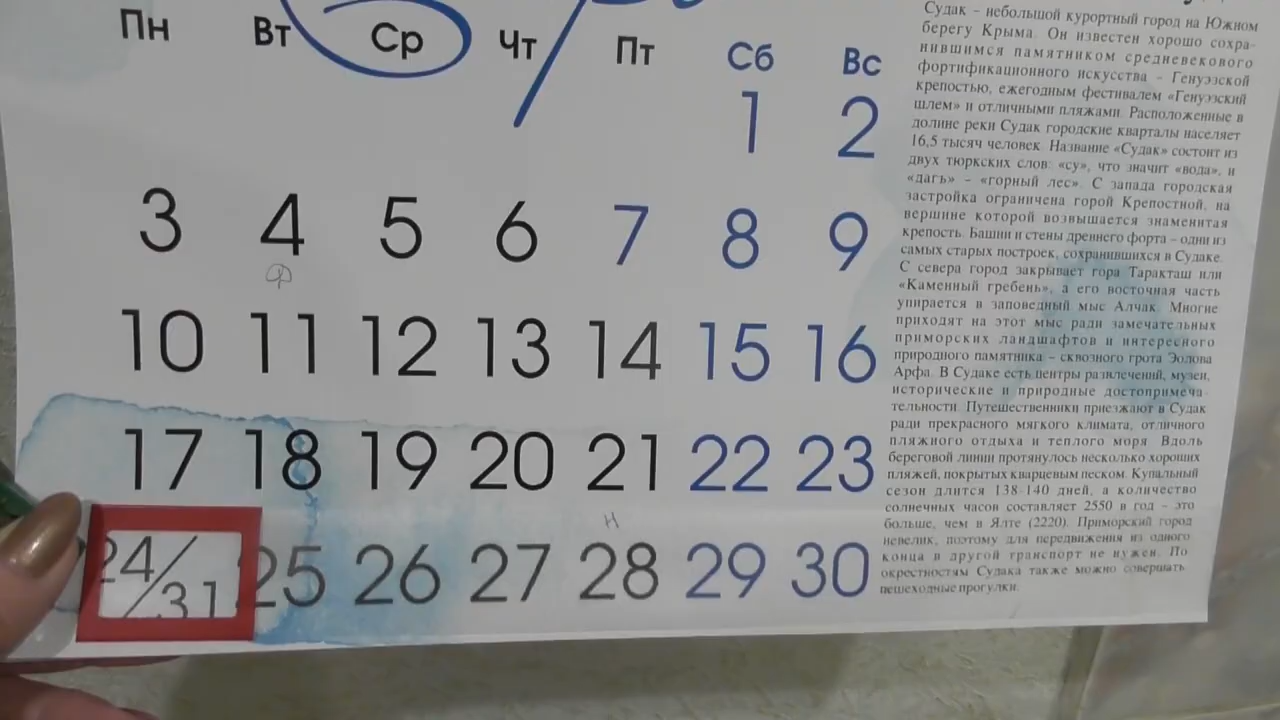 Пн Вт Ср Чт Пт Сб Вс
1 2
3 4 5 6 7 8 9
Ф
10 11 12 13 14 15 16
17 18 19 20 21 22 23
н
24/31 25 26 27 28 29 30
Судак – небольшой курортный город на Южном
берегу Крыма. Он известен хорошо сохра-
нившимся памятником средневекового
фортификационного искусства – Генуэзской
крепостью, ежегодным фестивалем «Генуэзский
шлем» и отличными пляжами. Расположенные в
долине реки Судак городские кварталы населяет
16,5 тысяч человек. Название «Судак» состоит из
двух тюркских слов: «су», что значит «вода», и
«дагъ» – «горный лес». С запада городская
застройка ограничена горой Крепостной, на
вершине которой возвышается знаменитая
крепость. Башни и стены древнего форта – одни из
самых старых построек, сохранившихся в Судаке.
С севера город закрывает гора Таракташ или
«Каменный гребень», а его восточная часть
упирается в заповедный мыс Алчак. Многие
приходят на этот мыс ради замечательных
приморских ландшафтов и интересного
природного памятника – сквозного грота Эолова
Арфа. В Судаке есть центры развлечений, музеи,
исторические и природные достопримеча-
тельности. Путешественники приезжают в Судак
ради прекрасного мягкого климата, отличного
пляжного отдыха и теплого моря. Вдоль
береговой линии протянулось несколько хороших
пляжей, покрытых кварцевым песком. Купальный
сезон длится 138-140 дней, а количество
солнечных часов составляет 2550 в год – это
больше, чем в Ялте (2220). Приморский город
невелик, поэтому для передвижения из одного
конца в другой транспорт не нужен. По
окрестностям Судака также можно совершать
пешеходные прогулки.